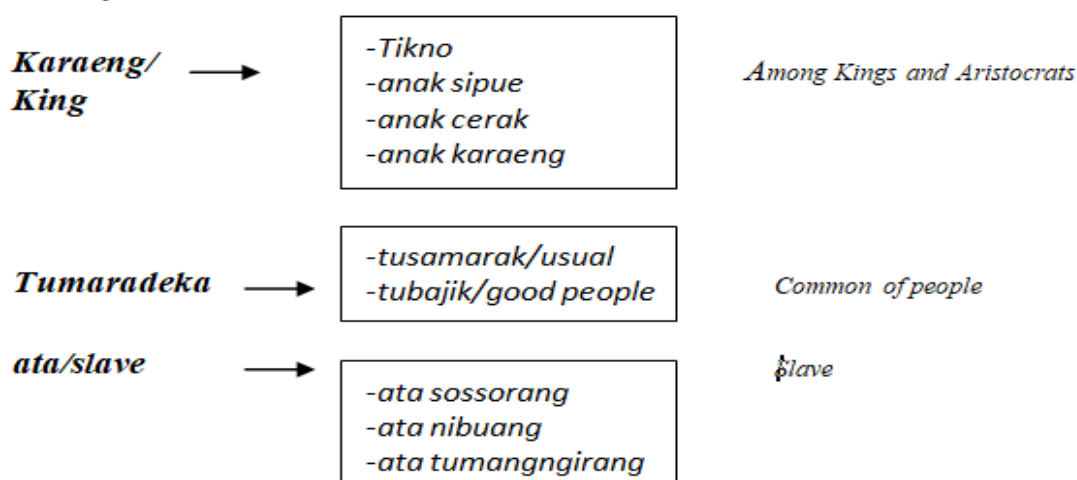 Karaeng/
King
-Tikno
-anak sipue
-anak cerak
-anak karaeng
Among Kings and Aristocrats
Tumaradeka
-tusamarak/usual
-tubajik/good people
Common of people
ata/slave
-ata sossorang
-ata nibuang
-ata tumangngirang
Slave